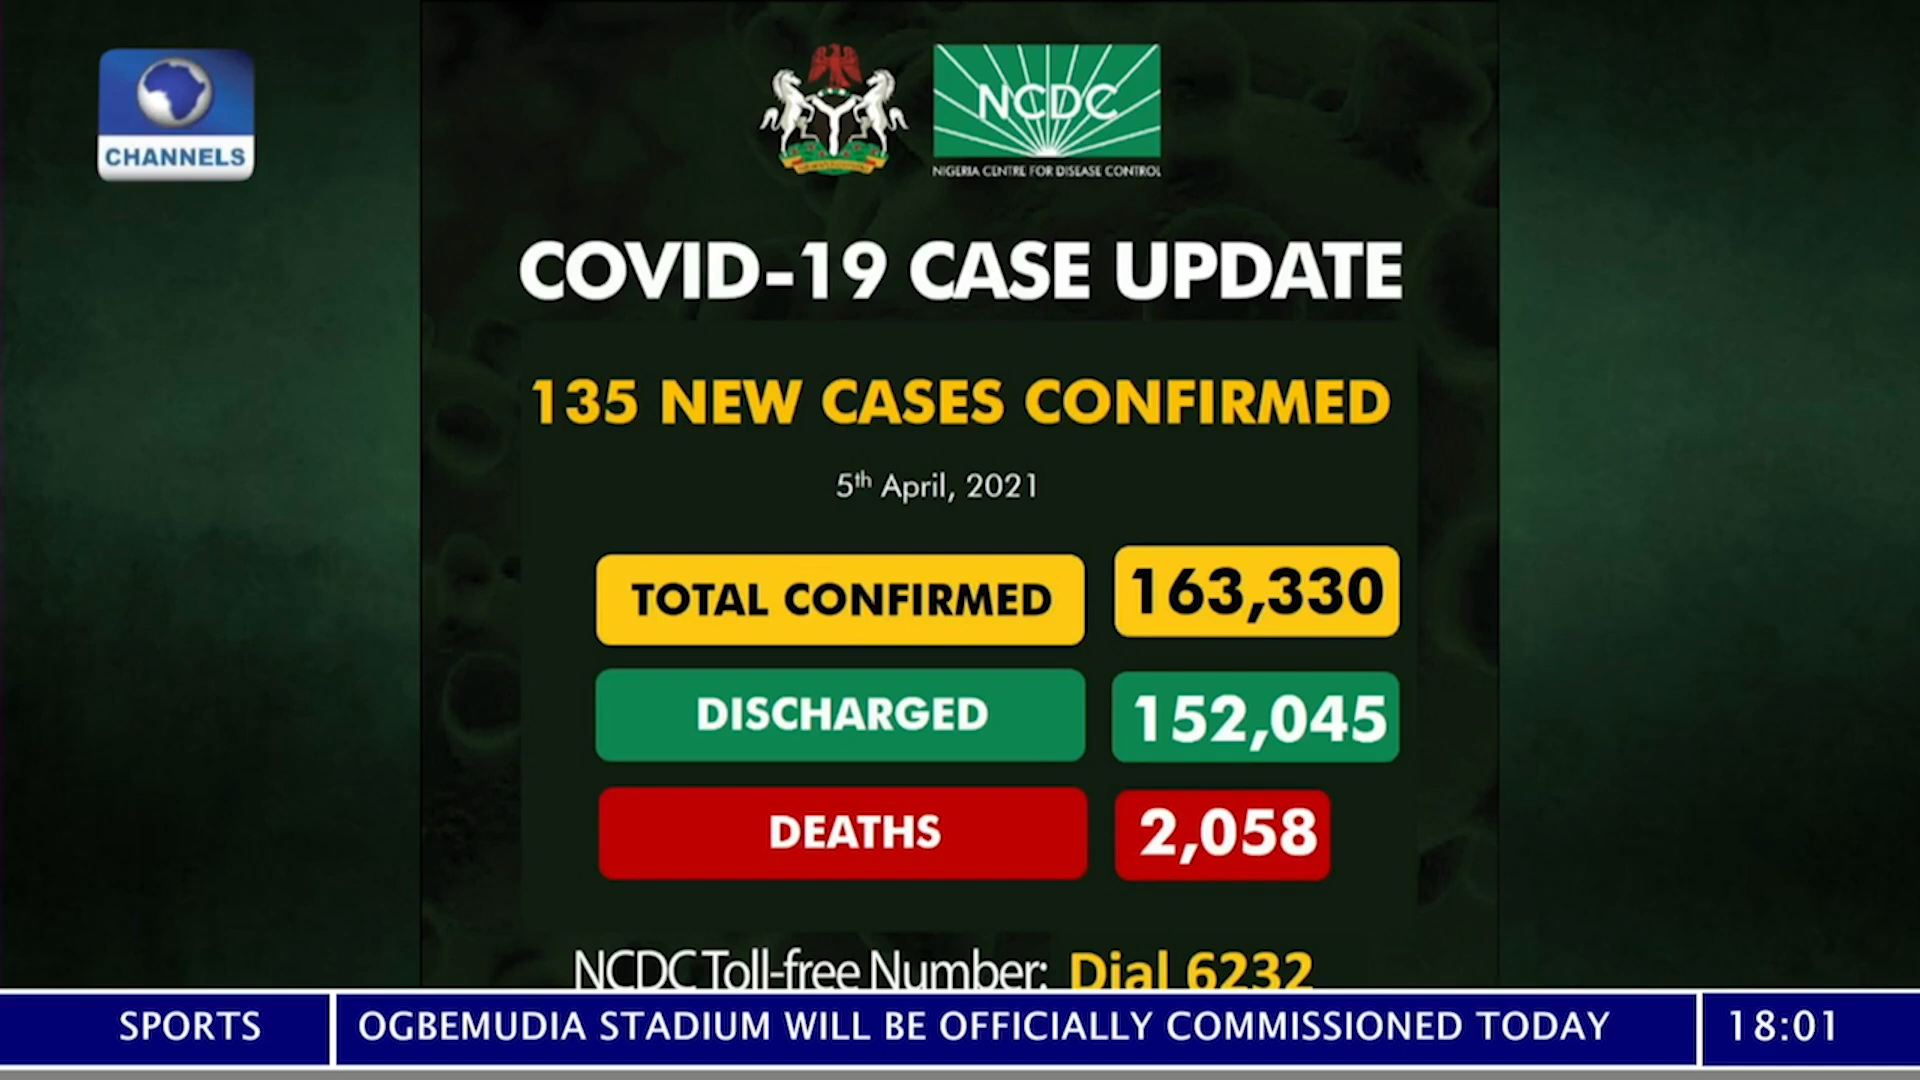 CHANNELS
NCDC
NIGERIA CENTRE FOR DISEASE CONTROL
COVID-19 CASE UPDATE
135 NEW CASES CONFIRMED
5th April, 2021
TOTAL CONFIRMED 163,330
DISCHARGED 152,045
DEATHS 2,058
NCDC Toll-free Number: Dial 6232
SPORTS OGBEMUDIA STADIUM WILL BE OFFICIALLY COMMISSIONED TODAY 18:01